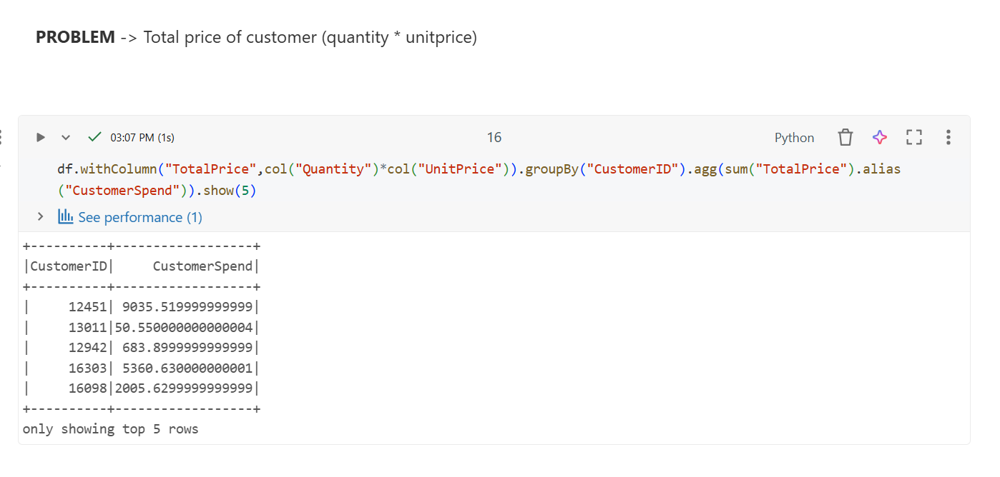 PROBLEM -> Total price of customer (quantity * unitprice)
03:07 PM (1s)
16
Python
df.withColumn("TotalPrice",col("Quantity")*col("UnitPrice")).groupBy("CustomerID").agg(sum("TotalPrice").alias
("CustomerSpend")).show(5)
See performance (1)
+----------+------------------+
|CustomerID|     CustomerSpend|
+----------+------------------+
|     12451| 9035.519999999999|
|     13011|50.550000000000004|
|     12942| 683.8999999999999|
|     16303| 5360.630000000001|
|     16098|2005.6299999999999|
+----------+------------------+
only showing top 5 rows